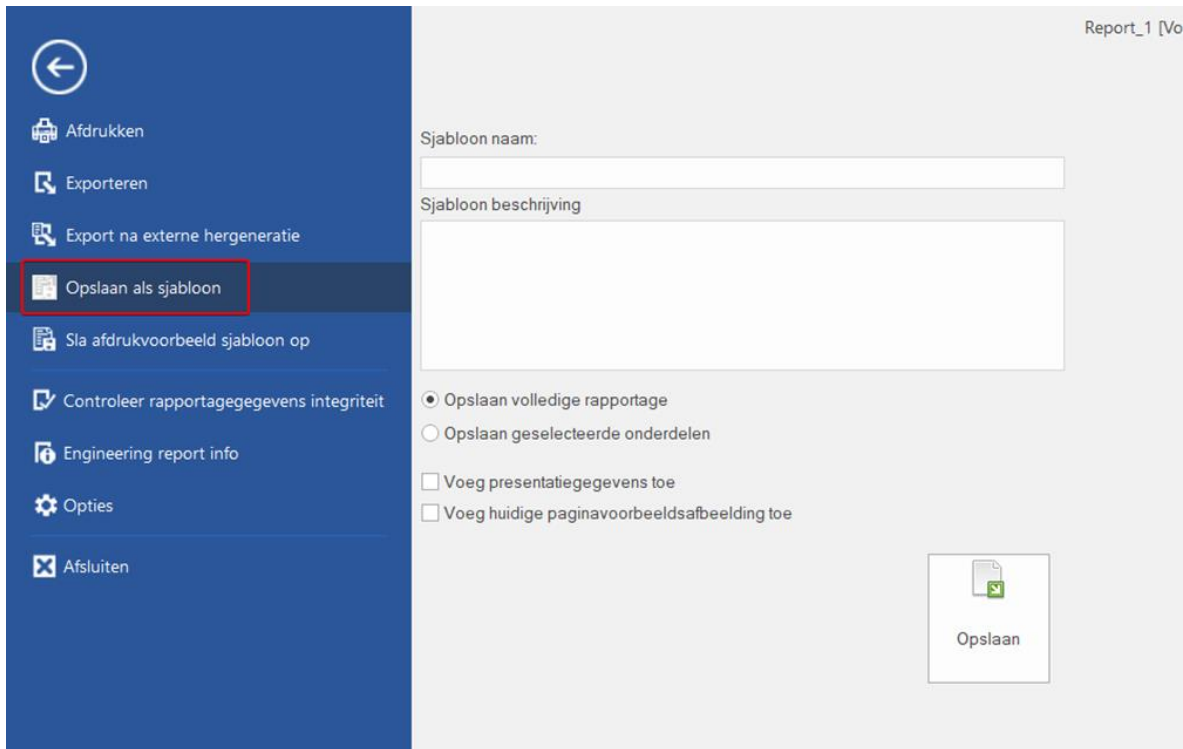 Report_1 [Vo
Afdrukken
Exporteren
Export na externe hergeneratie
Opslaan als sjabloon
Sla afdrukvoorbeeld sjabloon op
Controleer rapportagegegevens integriteit
Engineering report info
Opties
Afsluiten
Sjabloon naam:
Sjabloon beschrijving
Opslaan volledige rapportage
Opslaan geselecteerde onderdelen
Voeg presentatiegegevens toe
Voeg huidige paginavoorbeeldsafbeelding toe
Opslaan